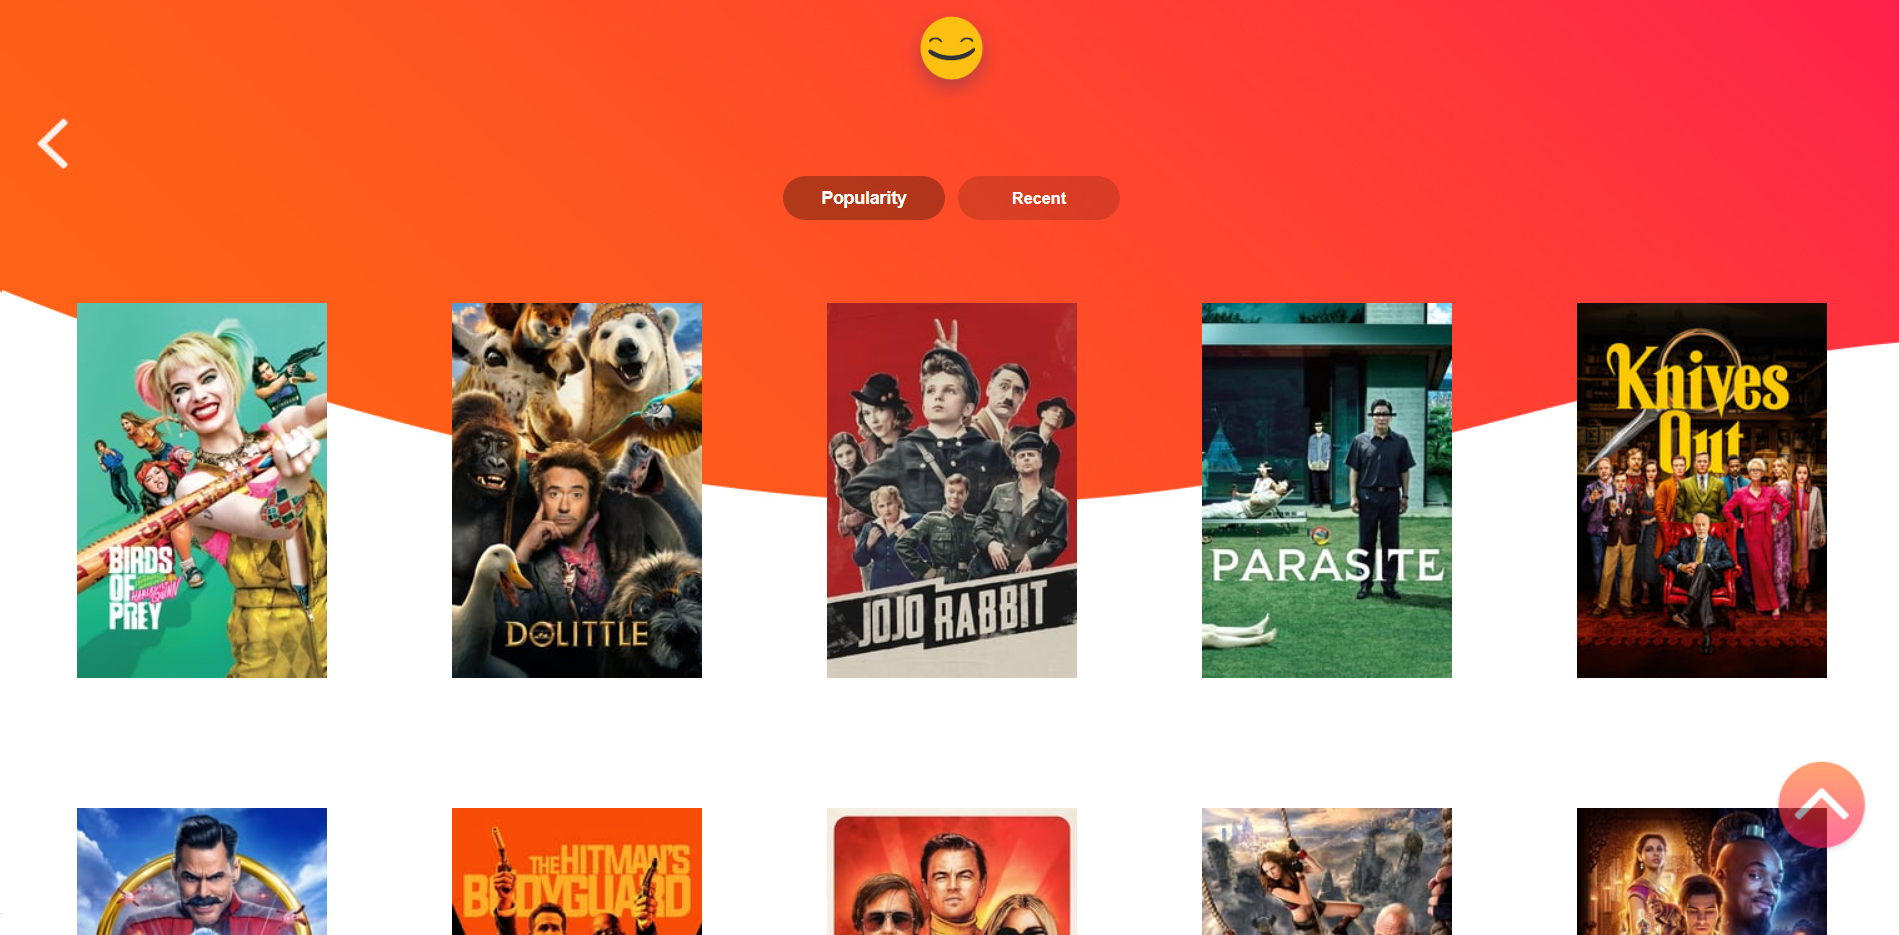 Popularity
Recent
BIRDS
OF
HARLEY QUINN
PREY
DOLITTLE
JOJO RABBIT
PARASITE
Knives
Out
THE HITMAN'S
BODYGUARD